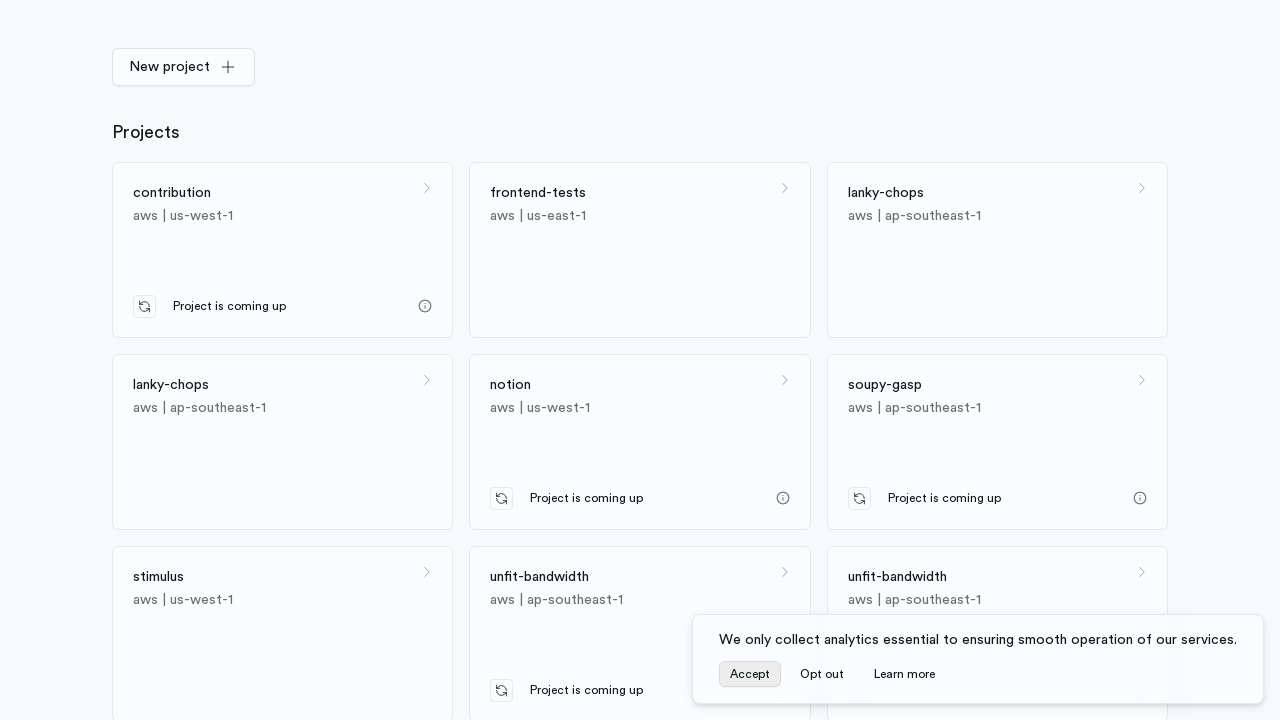 New project
Projects
contribution
aws | us-west-1
Project is coming up
frontend-tests
aws | us-east-1
lanky-chops
aws | ap-southeast-1
lanky-chops
aws | ap-southeast-1
notion
aws | us-west-1
Project is coming up
soupy-gasp
aws | ap-southeast-1
Project is coming up
stimulus
aws | us-west-1
unfit-bandwidth
aws | ap-southeast-1
Project is coming up
unfit-bandwidth
aws | ap-southeast-1
We only collect analytics essential to ensuring smooth operation of our services.
Accept
Opt out
Learn more